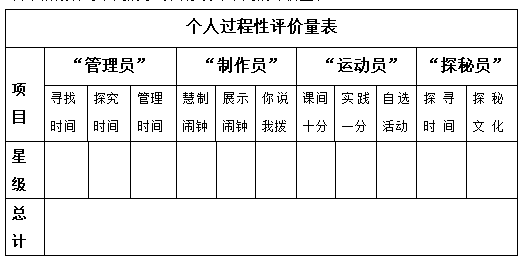 个人过程性评价量表
项目 “管理员” “制作员” “运动员” “探秘员”
寻找 探究 管理 慧制 展示 你说 课间 实践 自选 探寻 探秘
时间 时间 时间 闹钟 闹钟 我拨 十分 一分 活动 时间 文化
星级
总计